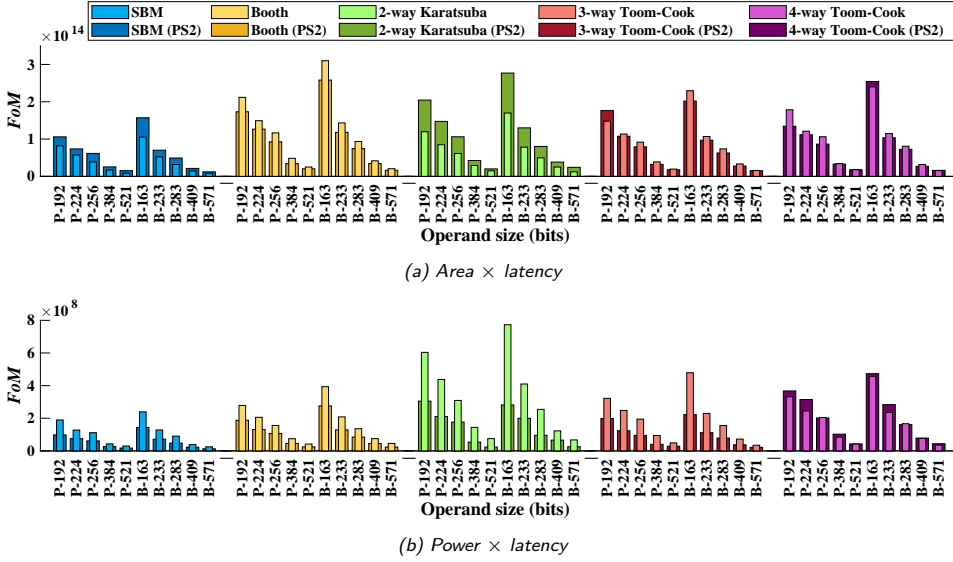 SBM Booth 2-way Karatsuba 3-way Toom-Cook 4-way Toom-Cook
SBM (PS2) Booth (PS2) 2-way Karatsuba (PS2) 3-way Toom-Cook (PS2) 4-way Toom-Cook (PS2)
× 10 14
FoM
3
2
1
0
P-192 P-224 P-256 P-384 P-521 B-163 B-233 B-283 B-409 B-571 P-192 P-224 P-256 P-384 P-521 B-163 B-233 B-283 B-409 B-571 P-192 P-224 P-256 P-384 P-521 B-163 B-233 B-283 B-409 B-571 P-192 P-224 P-256 P-384 P-521 B-163 B-233 B-283 B-409 B-571 P-192 P-224 P-256 P-384 P-521 B-163 B-233 B-283 B-409 B-571
Operand size (bits)
(a) Area × latency
×10 8
FoM
8
6
4
2
0
P-192 P-224 P-256 P-384 P-521 B-163 B-233 B-283 B-409 B-571 P-192 P-224 P-256 P-384 P-521 B-163 B-233 B-283 B-409 B-571 P-192 P-224 P-256 P-384 P-521 B-163 B-233 B-283 B-409 B-571 P-192 P-224 P-256 P-384 P-521 B-163 B-233 B-283 B-409 B-571 P-192 P-224 P-256 P-384 P-521 B-163 B-233 B-283 B-409 B-571
Operand size (bits)
(b) Power × latency